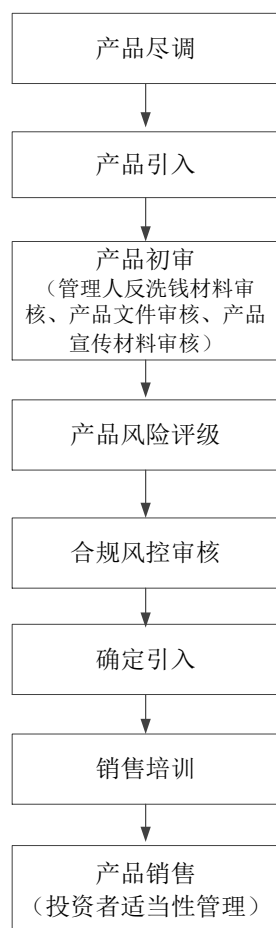 产品尽调
产品引入
产品初审
（管理人反洗钱材料审
核、产品文件审核、产品
宣传材料审核）
产品风险评级
合规风控审核
确定引入
销售培训
产品销售
（投资者适当性管理）